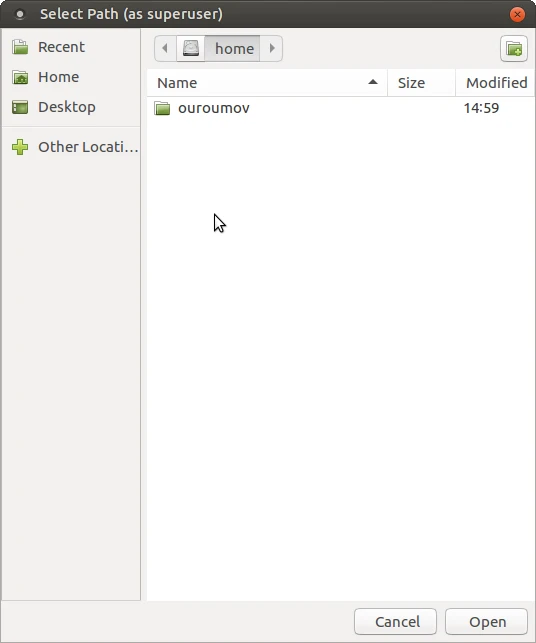 Select Path (as superuser)
Recent
Home
Desktop
Other Locati...
home
Name Size Modified
ouroumov 14:59
Cancel Open